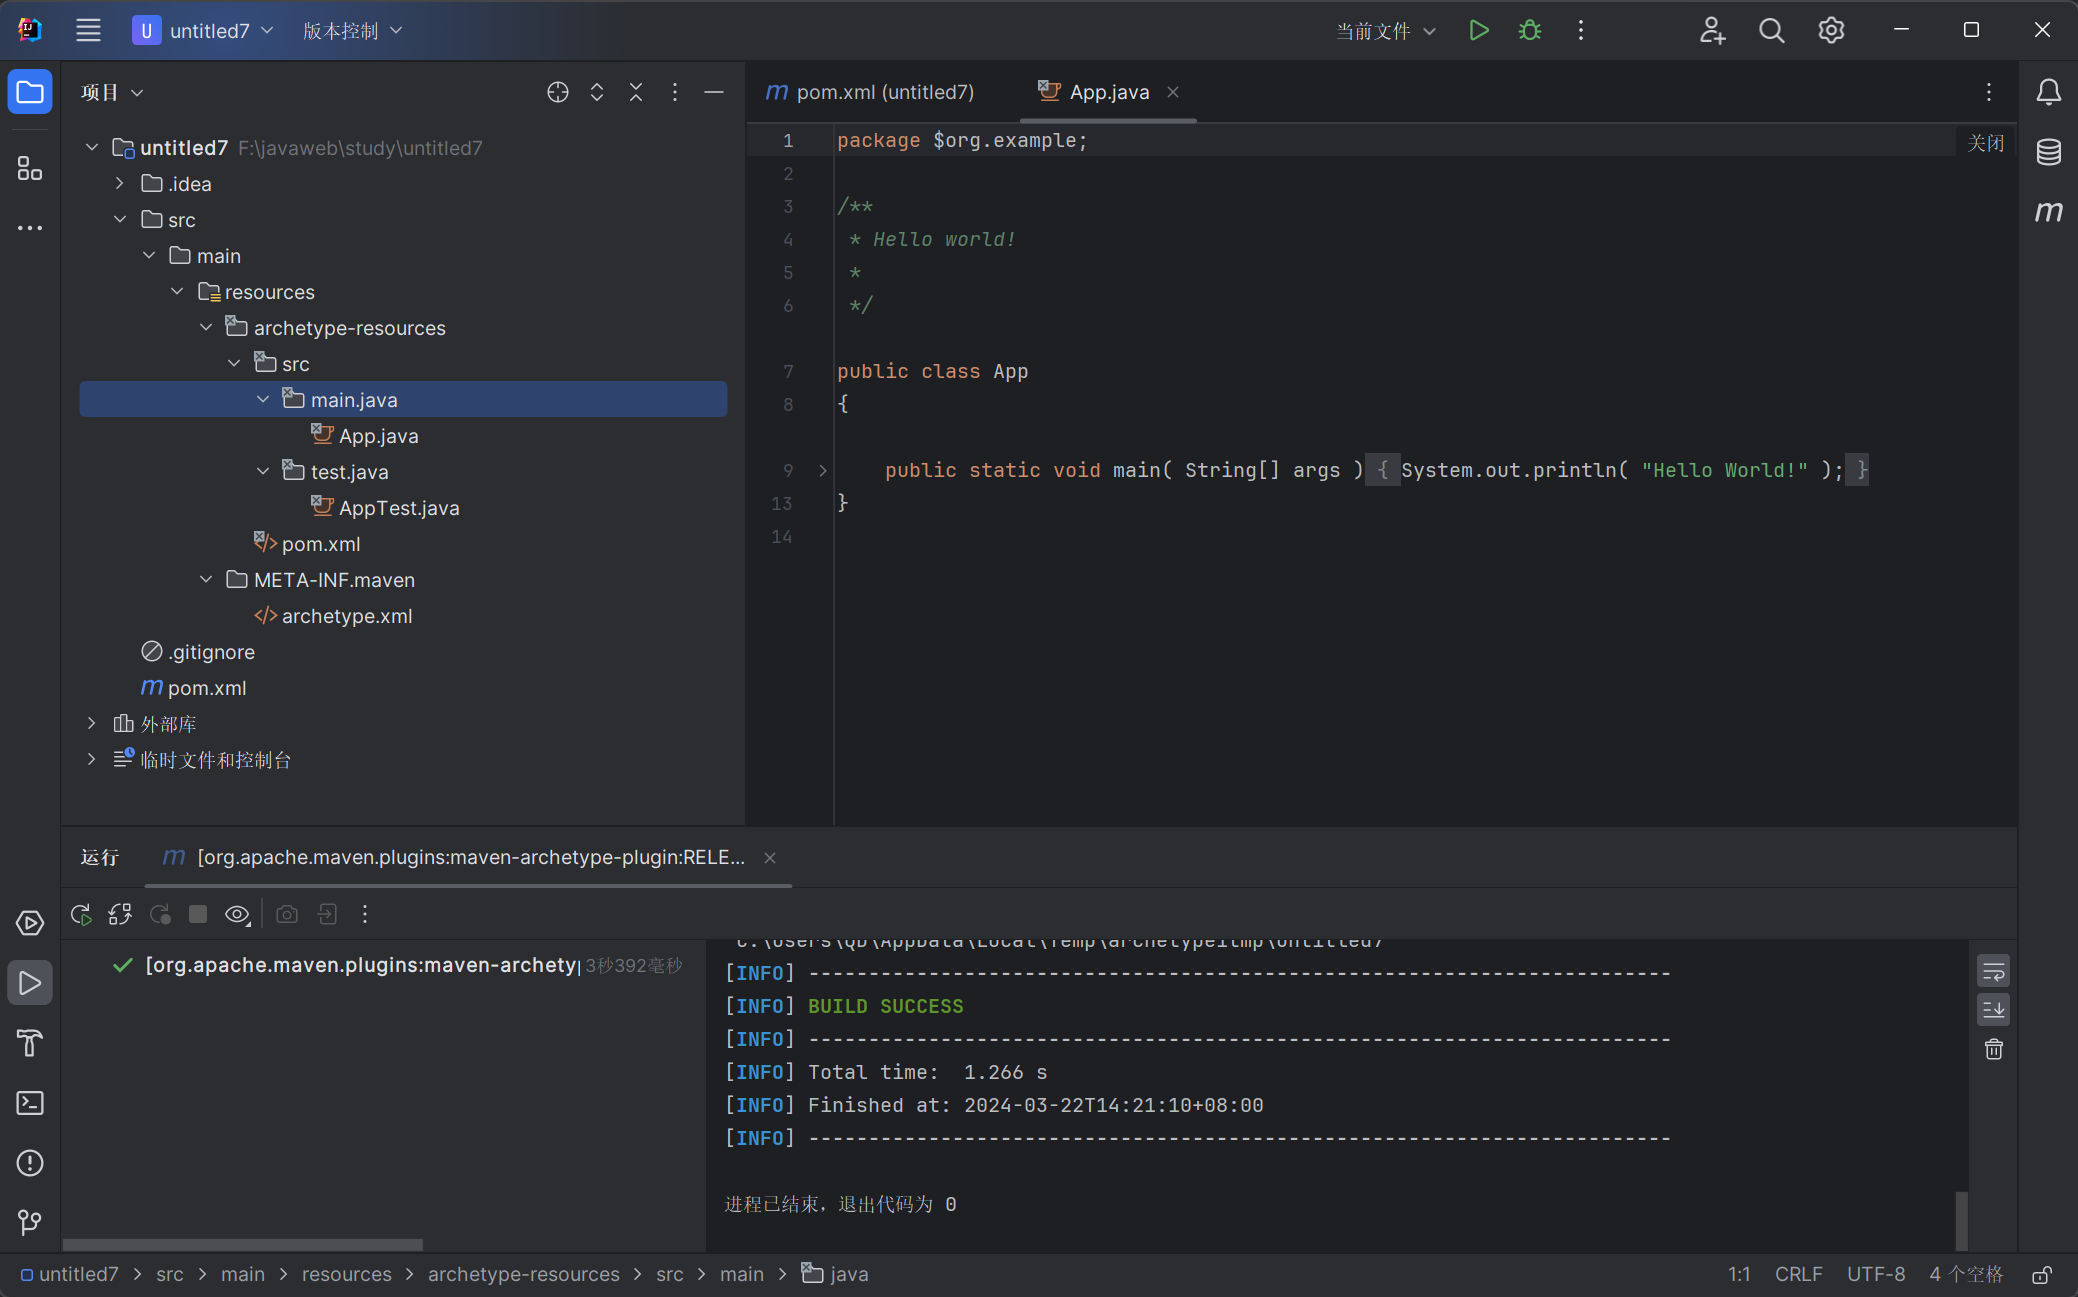 U untitled7 版本控制 当前文件
项目
untitled7 F:\javaweb\study\untitled7
.idea
src
main
resources
archetype-resources
src
main.java
App.java
test.java
AppTest.java
pom.xml
META-INF.maven
archetype.xml
.gitignore
m pom.xml
外部库
临时文件和控制台
m pom.xml (untitled7) App.java
1 package $org.example; 关闭
2
3 /**
4 * Hello world!
5 *
6 */
7 public class App
8 {
9 public static void main( String[] args ) { System.out.println( "Hello World!" ); }
13 }
14
m
运行 m [org.apache.maven.plugins:maven-archetype-plugin:RELE...
[org.apache.maven.plugins:maven-archety 3秒392毫秒
C:\Users\QD\AppData\Local\Temp\archetypeitmp\untitled7
[INFO] ------------------------------------------------------------------------
[INFO] BUILD SUCCESS
[INFO] ------------------------------------------------------------------------
[INFO] Total time:  1.266 s
[INFO] Finished at: 2024-03-22T14:21:10+08:00
[INFO] ------------------------------------------------------------------------
进程已结束，退出代码为 0
untitled7 > src > main > resources > archetype-resources > src > main > java 1:1 CRLF UTF-8 4 个空格